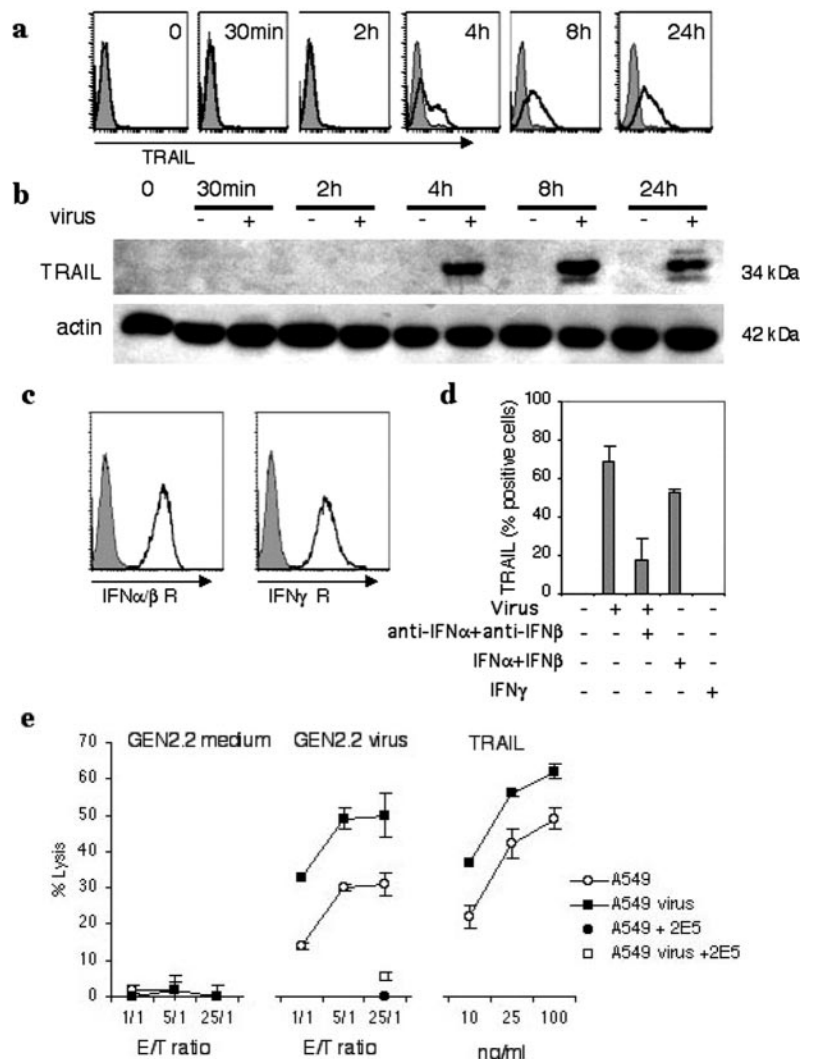 a
0 30min 2h 4h 8h 24h
TRAIL
b
0 30min 2h 4h 8h 24h
virus - + - + - + - + - +
TRAIL 34 kDa
actin 42 kDa
c
IFNα/β R IFNγ R
d
TRAIL (% positive cells)
100
80
60
40
20
0
Virus - + + - -
anti-IFNα+anti-IFNβ - - + - -
IFNα+IFNβ - - - + -
IFNγ - - - - +
e
GEN2.2 medium GEN2.2 virus TRAIL
% Lysis
70
60
50
40
30
20
10
0
1/1 5/1 25/1 1/1 5/1 25/1 10 25 100
E/T ratio E/T ratio ng/ml
A549
A549 virus
A549 + 2E5
A549 virus +2E5